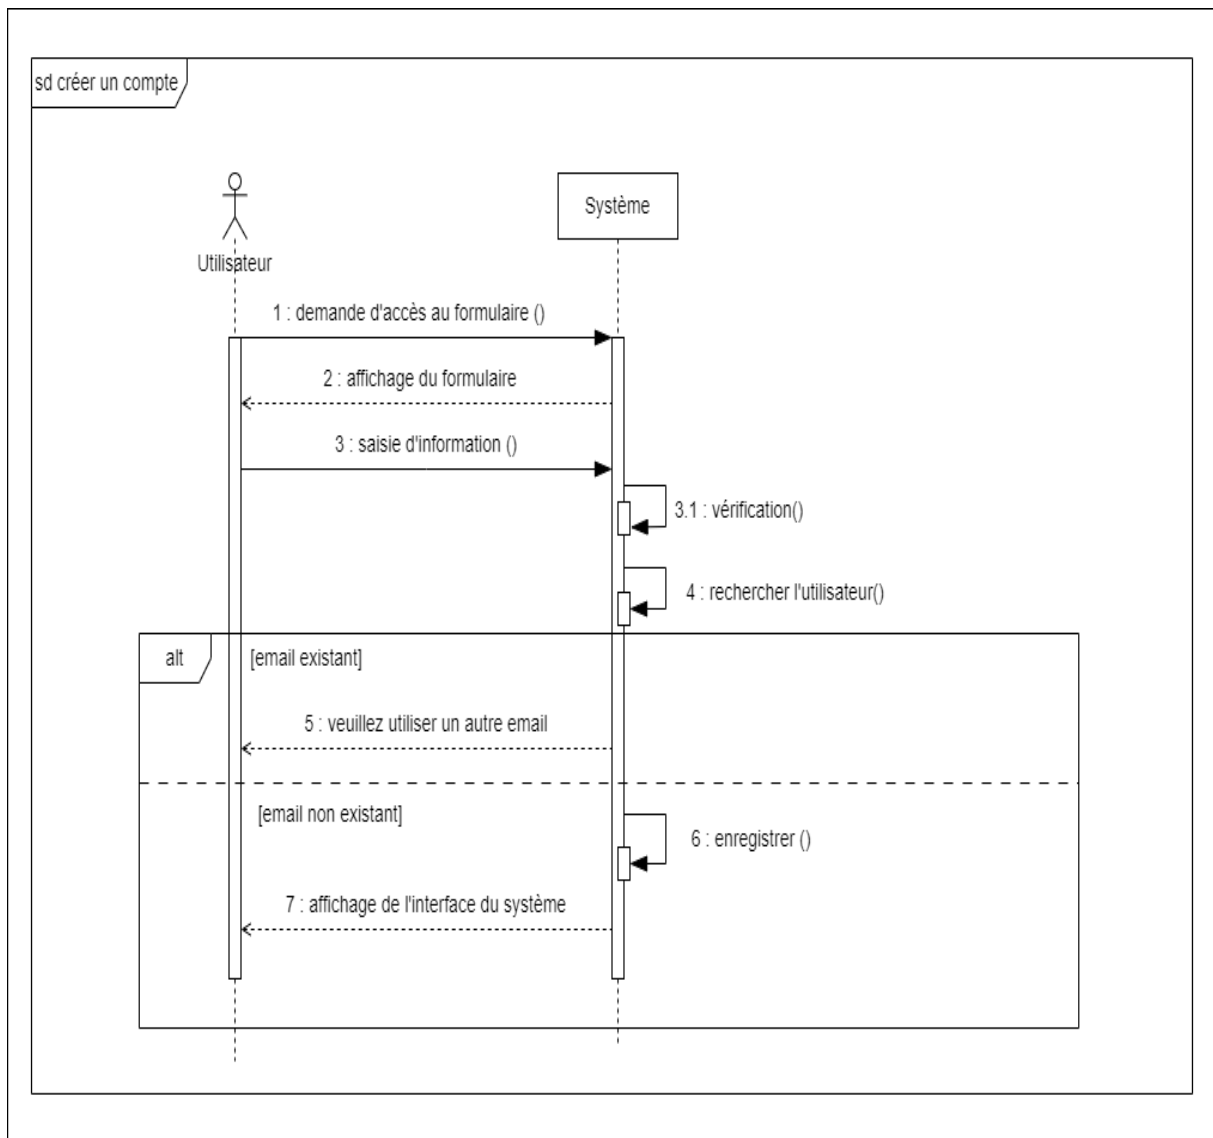 sd créer un compte
Système
Utilisateur
1 : demande d'accès au formulaire ()
2 : affichage du formulaire
3 : saisie d'information ()
3.1 : vérification()
4 : rechercher l'utilisateur()
alt
[email existant]
5 : veuillez utiliser un autre email
[email non existant]
6 : enregistrer ()
7 : affichage de l'interface du système